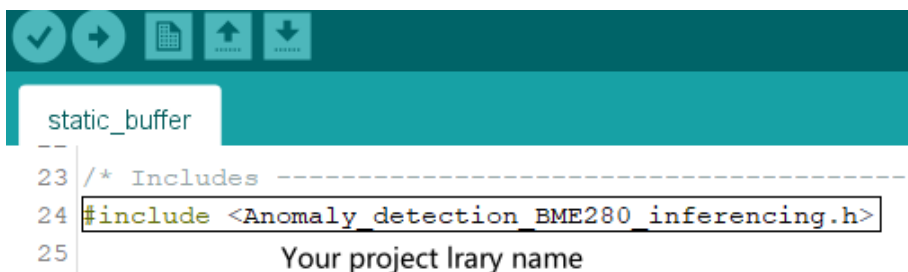 static_buffer
23 /* Includes ----------------------------------------
24 #include <Anomaly_detection_BME280_inferencing.h>
25
Your project lrary name